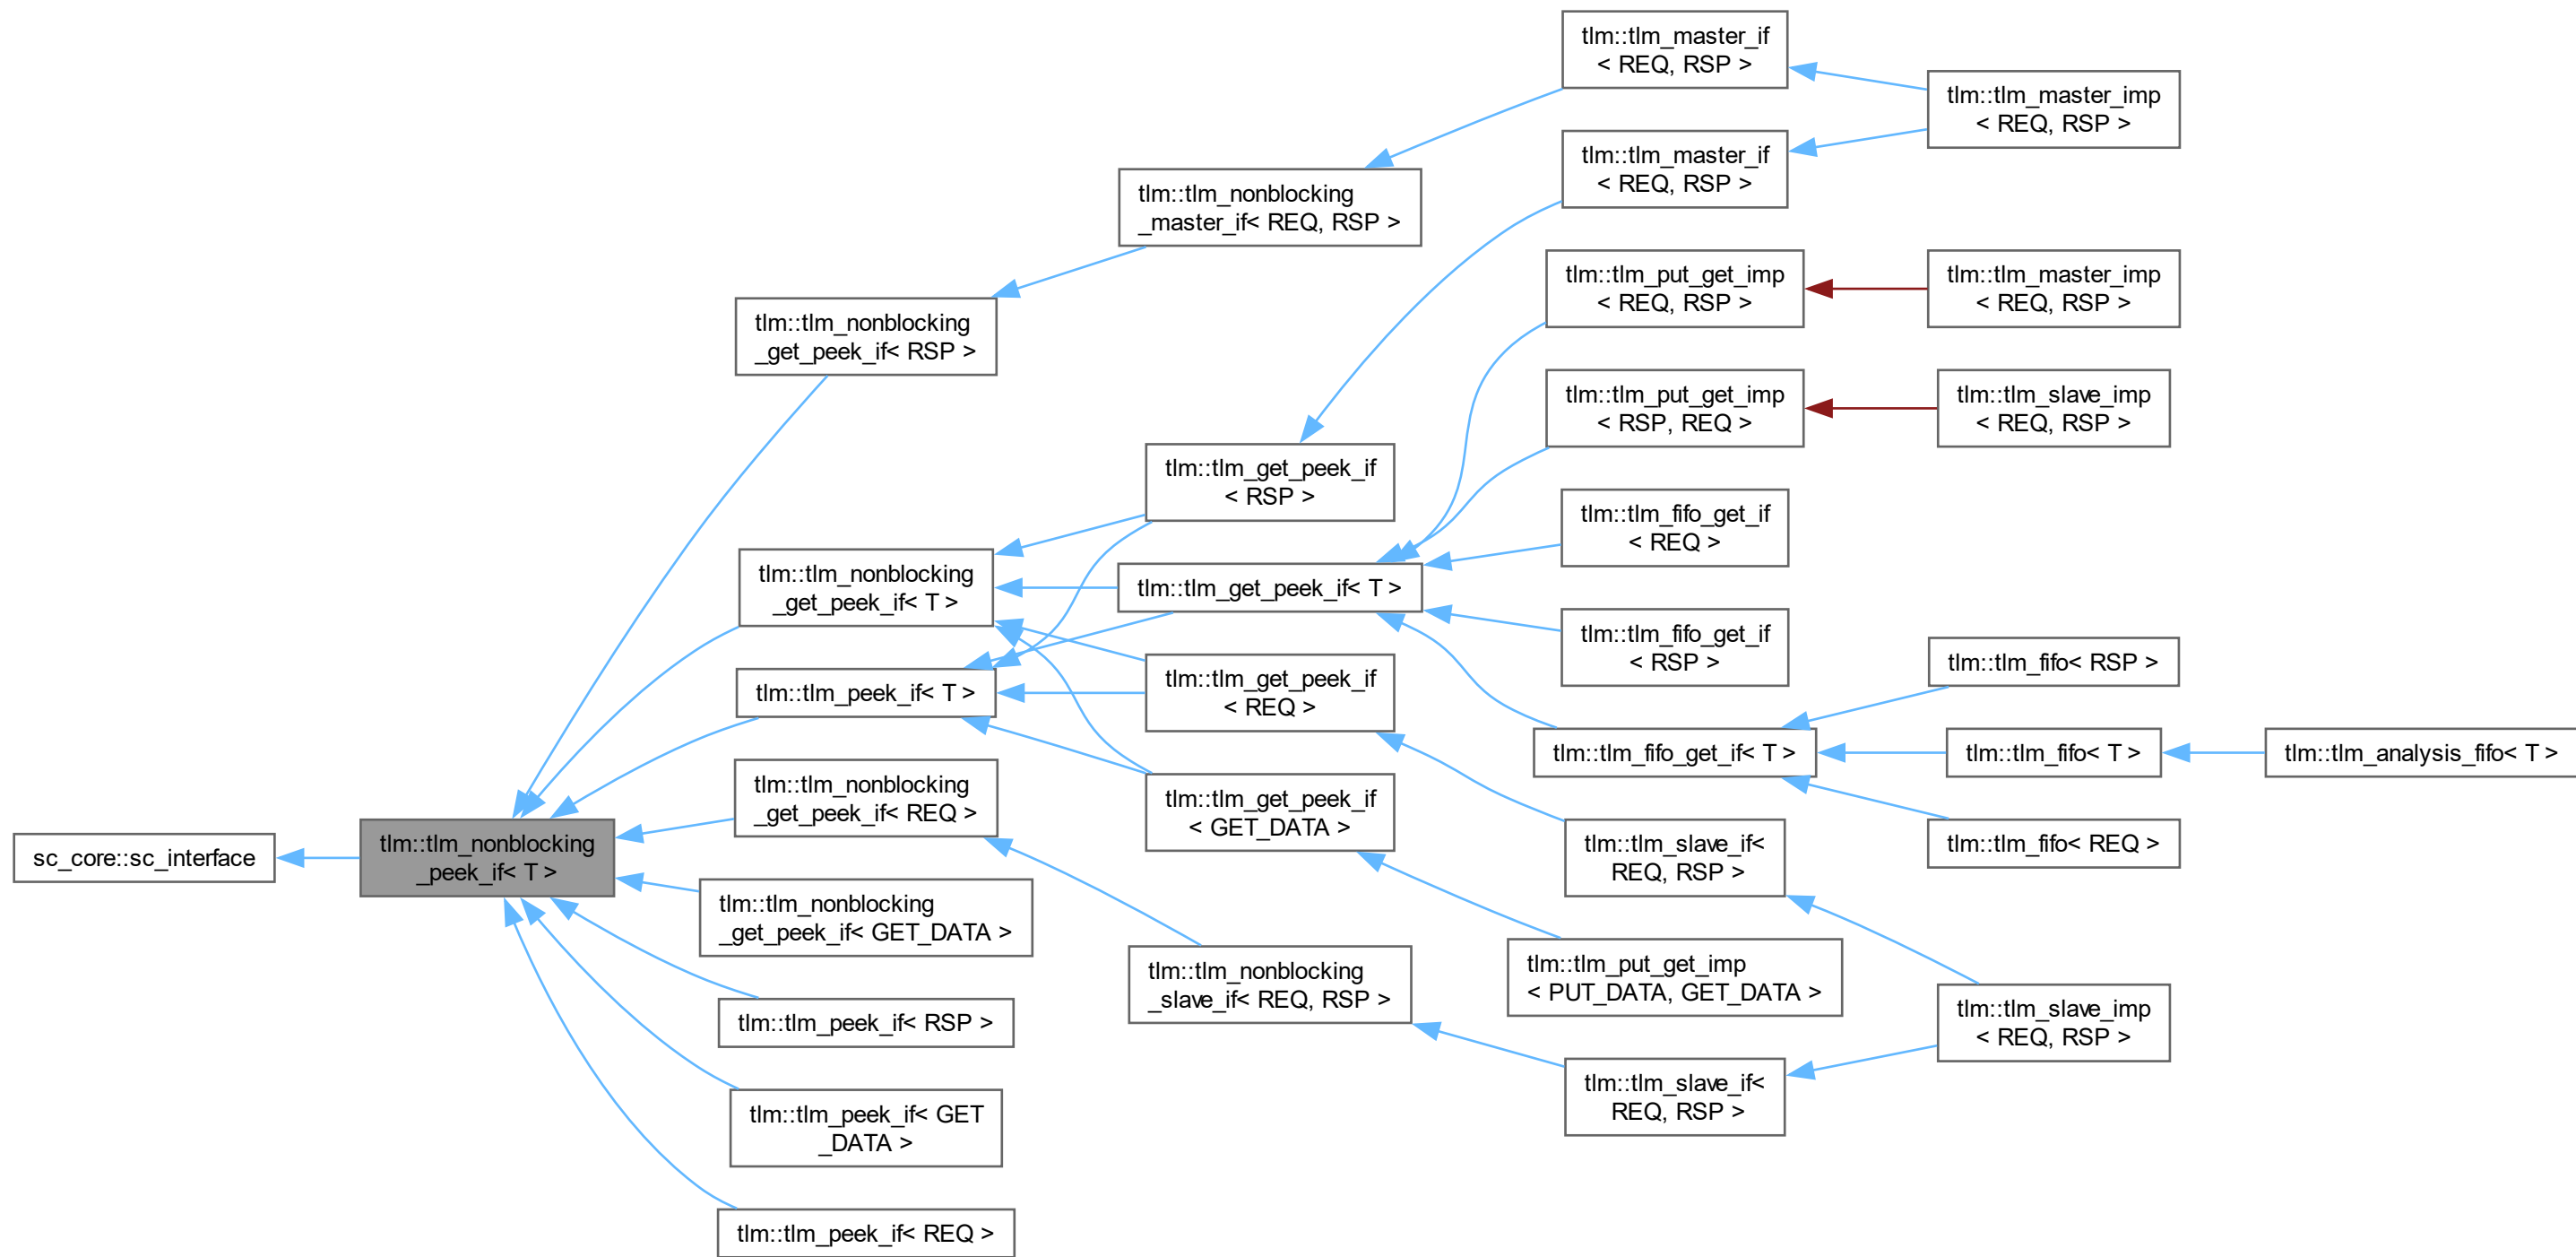 sc_core::sc_interface
tlm::tlm_nonblocking
_peek_if< T >
tlm::tlm_nonblocking
_get_peek_if< RSP >
tlm::tlm_nonblocking
_get_peek_if< T >
tlm::tlm_peek_if< T >
tlm::tlm_nonblocking
_get_peek_if< REQ >
tlm::tlm_nonblocking
_get_peek_if< GET_DATA >
tlm::tlm_peek_if< RSP >
tlm::tlm_peek_if< GET
_DATA >
tlm::tlm_peek_if< REQ >
tlm::tlm_nonblocking
_master_if< REQ, RSP >
tlm::tlm_get_peek_if
< RSP >
tlm::tlm_get_peek_if< T >
tlm::tlm_get_peek_if
< REQ >
tlm::tlm_get_peek_if
< GET_DATA >
tlm::tlm_nonblocking
_slave_if< REQ, RSP >
tlm::tlm_master_if
< REQ, RSP >
tlm::tlm_master_if
< REQ, RSP >
tlm::tlm_put_get_imp
< REQ, RSP >
tlm::tlm_put_get_imp
< RSP, REQ >
tlm::tlm_fifo_get_if
< REQ >
tlm::tlm_fifo_get_if
< RSP >
tlm::tlm_fifo_get_if< T >
tlm::tlm_slave_if<
REQ, RSP >
tlm::tlm_put_get_imp
< PUT_DATA, GET_DATA >
tlm::tlm_slave_if<
REQ, RSP >
tlm::tlm_master_imp
< REQ, RSP >
tlm::tlm_master_imp
< REQ, RSP >
tlm::tlm_slave_imp
< REQ, RSP >
tlm::tlm_fifo< RSP >
tlm::tlm_fifo< T >
tlm::tlm_fifo< REQ >
tlm::tlm_slave_imp
< REQ, RSP >
tlm::tlm_analysis_fifo< T >